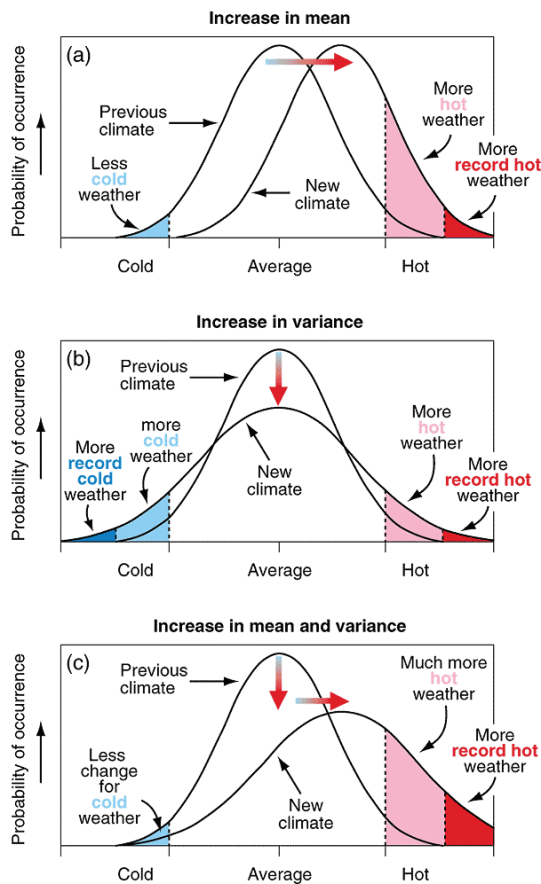 Increase in mean
(a)
Probability of occurrence
Previous
climate
Less
cold
weather
New
climate
More
hot
weather
More
record hot
weather
Cold
Average
Hot
Increase in variance
(b)
Probability of occurrence
Previous
climate
More
record
cold
weather
more
cold
weather
New
climate
More
hot
weather
More
record hot
weather
Cold
Average
Hot
Increase in mean and variance
(c)
Probability of occurrence
Previous
climate
Less
change
for
cold
weather
New
climate
Much more
hot
weather
More
record hot
weather
Cold
Average
Hot